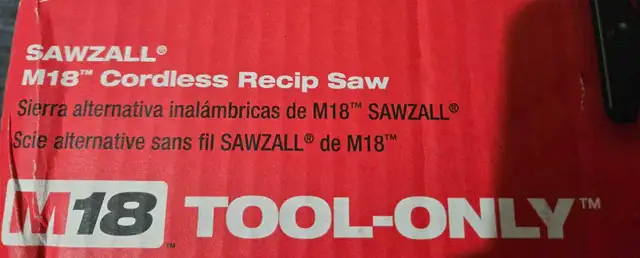 SAWZALL®
M18™ Cordless Recip Saw
Sierra alternativa inalámbricas de M18™ SAWZALL®
Scie alternative sans fil SAWZALL® de M18™
M18™ TOOL-ONLY™